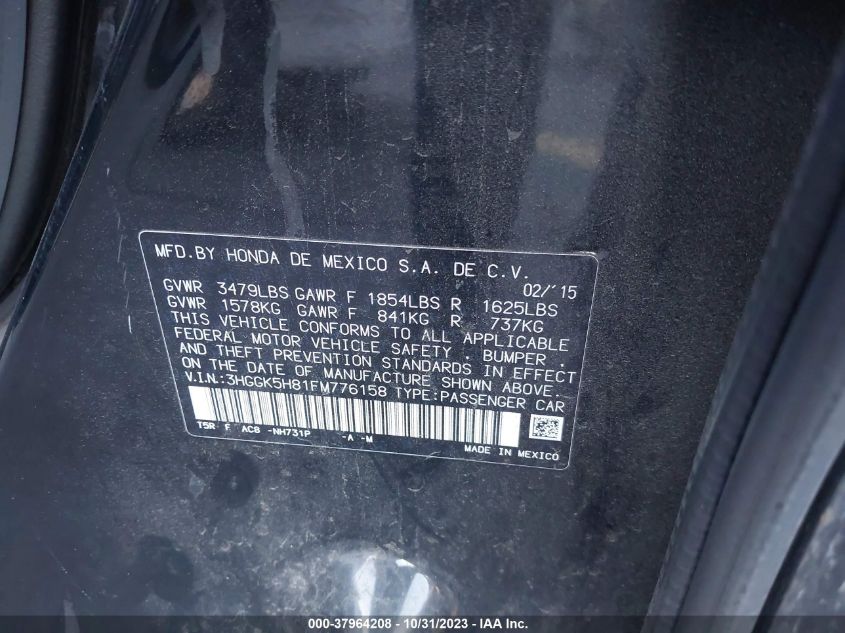 MFD.BY HONDA DE MEXICO S.A. DE C.V.
02/'15
GVWR 3479LBS GAWR F 1854LBS R 1625LBS
GVWR 1578KG GAWR F 841KG R 737KG
THIS VEHICLE CONFORMS TO ALL APPLICABLE
FEDERAL MOTOR VEHICLE SAFETY . BUMPER .
AND THEFT PREVENTION STANDARDS IN EFFECT
ON THE DATE OF MANUFACTURE SHOWN ABOVE.
V.I.N.:3HGGK5H81FM776158 TYPE:PASSENGER CAR
T5R F AC8 -NH731P -A -M
MADE IN MEXICO
000-37964208 - 10/31/2023 - IAA Inc.